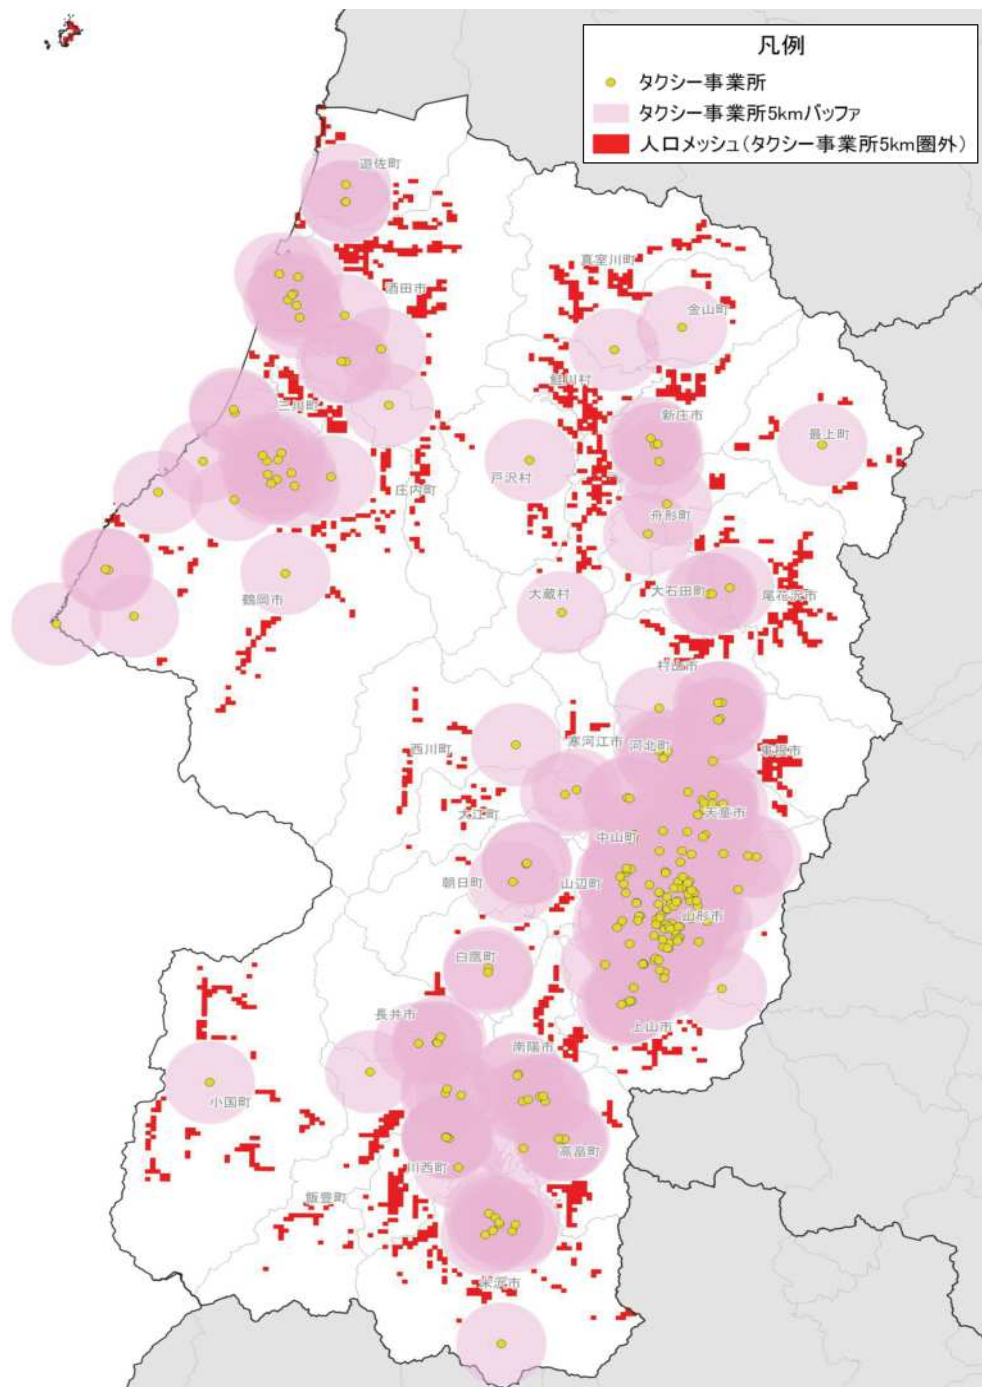 凡例
タクシー事業所
タクシー事業所5kmバッファ
人口メッシュ(タクシー事業所5km圏外)
遊佐町
真室川町
酒田市
金山町
鮭川村
三川町
新庄市
最上町
戸沢村
庄内町
舟形町
大石田町
尾花沢市
大蔵村
鶴岡市
村山市
寒河江市
河北町
東根市
西川町
大江町
天童市
中山町
朝日町
山辺町
山形市
白鷹町
長井市
上山市
南陽市
小国町
高畠町
川西町
飯豊町
米沢市